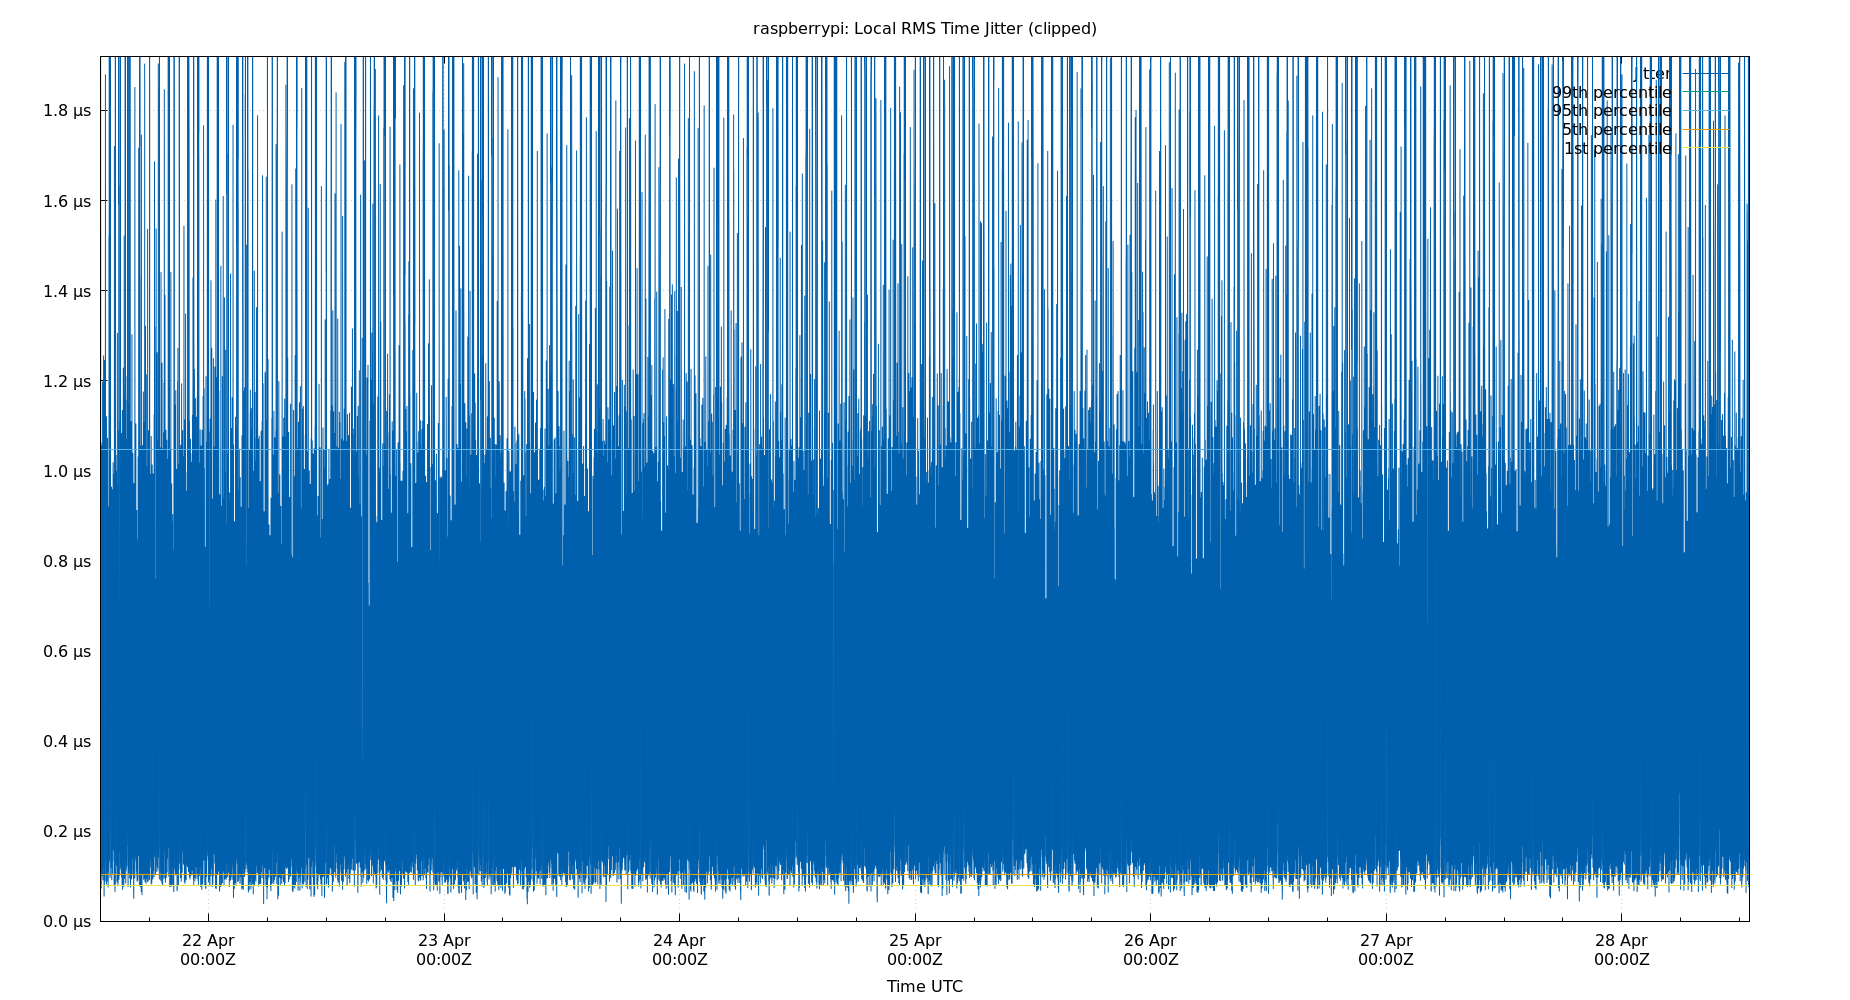 raspberrypi: Local RMS Time Jitter (clipped)
jitter
99th percentile
95th percentile
5th percentile
1st percentile
1.8 μs
1.6 μs
1.4 μs
1.2 μs
1.0 μs
0.8 μs
0.6 μs
0.4 μs
0.2 μs
0.0 μs
22 Apr 23 Apr 24 Apr 25 Apr 26 Apr 27 Apr 28 Apr
00:00Z 00:00Z 00:00Z 00:00Z 00:00Z 00:00Z 00:00Z
Time UTC